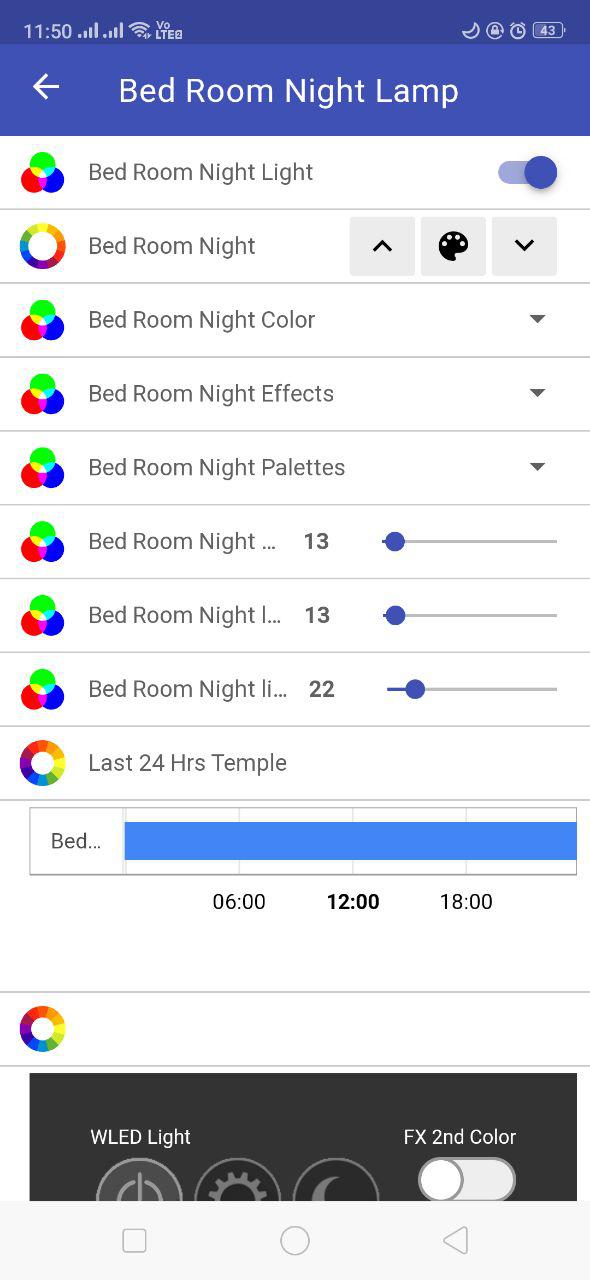 11:50 Vo LTE2 43
Bed Room Night Lamp
Bed Room Night Light
Bed Room Night
Bed Room Night Color
Bed Room Night Effects
Bed Room Night Palettes
Bed Room Night ... 13
Bed Room Night l... 13
Bed Room Night li... 22
Last 24 Hrs Temple
Bed...
06:00 12:00 18:00
WLED Light FX 2nd Color